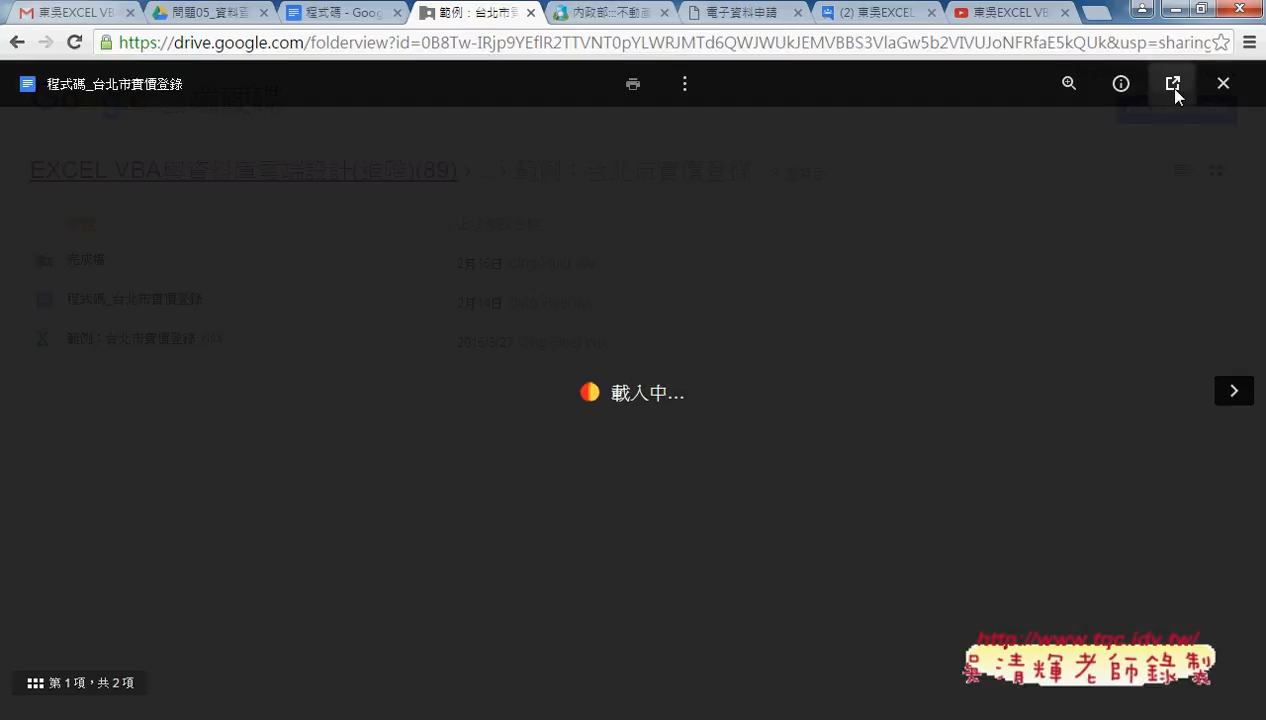 東吳EXCEL VB
問題05_資料
程式碼 - Goog
範例：台北市
內政部:::不動產
電子資料申請
(2) 東吳EXCEL
東吳EXCEL VB
https://drive.google.com/folderview?id=0B8Tw-IRjp9YEflR2TTVNT0pYLWRJMTd6QWJWUkJEMVBBS3VlaGw5b2VIVUJoNFRfaE5kQUk&usp=sharing
程式碼_台北市實價登錄
EXCEL VBA與資料庫雲端設計(進階)(89) › ... › 範例：台北市實價登錄
完成檔
2月16日
程式碼_台北市實價登錄
2月14日
範例：台北市實價登錄.xlsx
載入中...
第 1 項，共 2 項
http://www.tqc.idv.tw/
吳清輝老師錄製